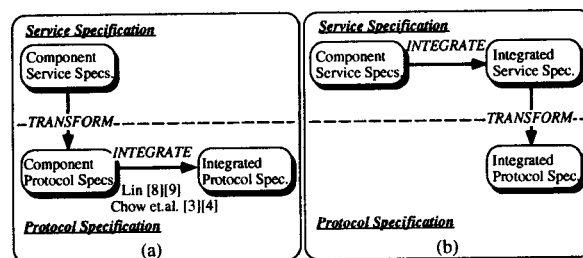 Service Specification
Component
Service Specs.
TRANSFORM
Component
Protocol Specs
INTEGRATE
Integrated
Protocol Spec.
Lin [8][9]
Chow et.al. [3][4]
Protocol Specification
(a)
Service Specification
Component
Service Specs.
INTEGRATE
Integrated
Service Spec.
TRANSFORM
Integrated
Protocol Spec.
Protocol Specification
(b)